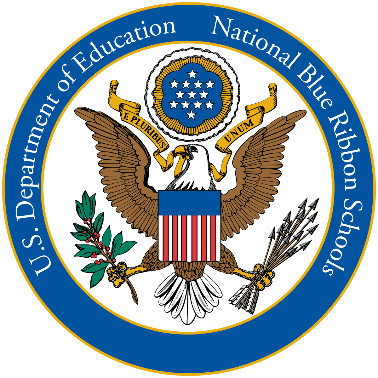 U.S. Department of Education
National Blue Ribbon Schools
E PLURIBUS
UNUM